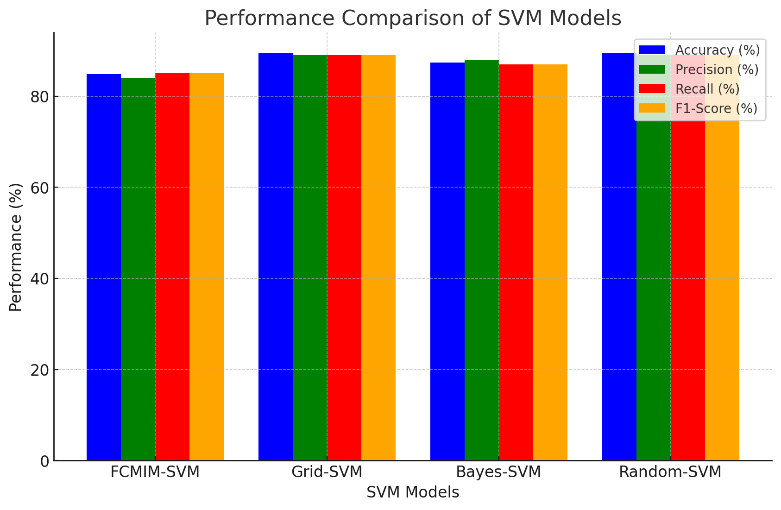 Performance Comparison of SVM Models
Accuracy (%)
Precision (%)
Recall (%)
F1-Score (%)
Performance (%)
80
60
40
20
0
FCMIM-SVM Grid-SVM Bayes-SVM Random-SVM
SVM Models